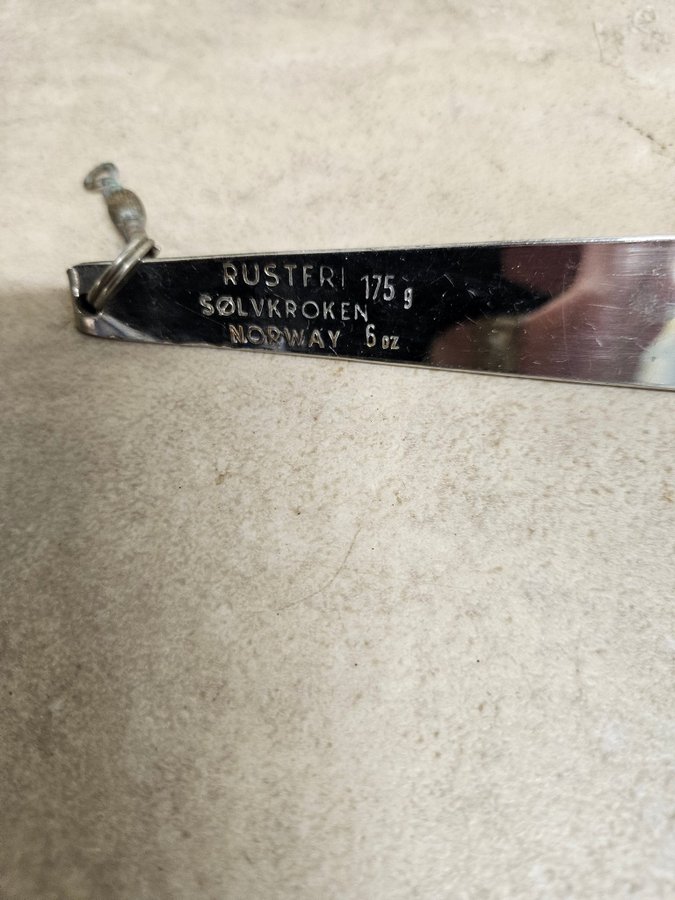 RUSTFRI 175 g
SØLVKROKEN
NORWAY 6 oz